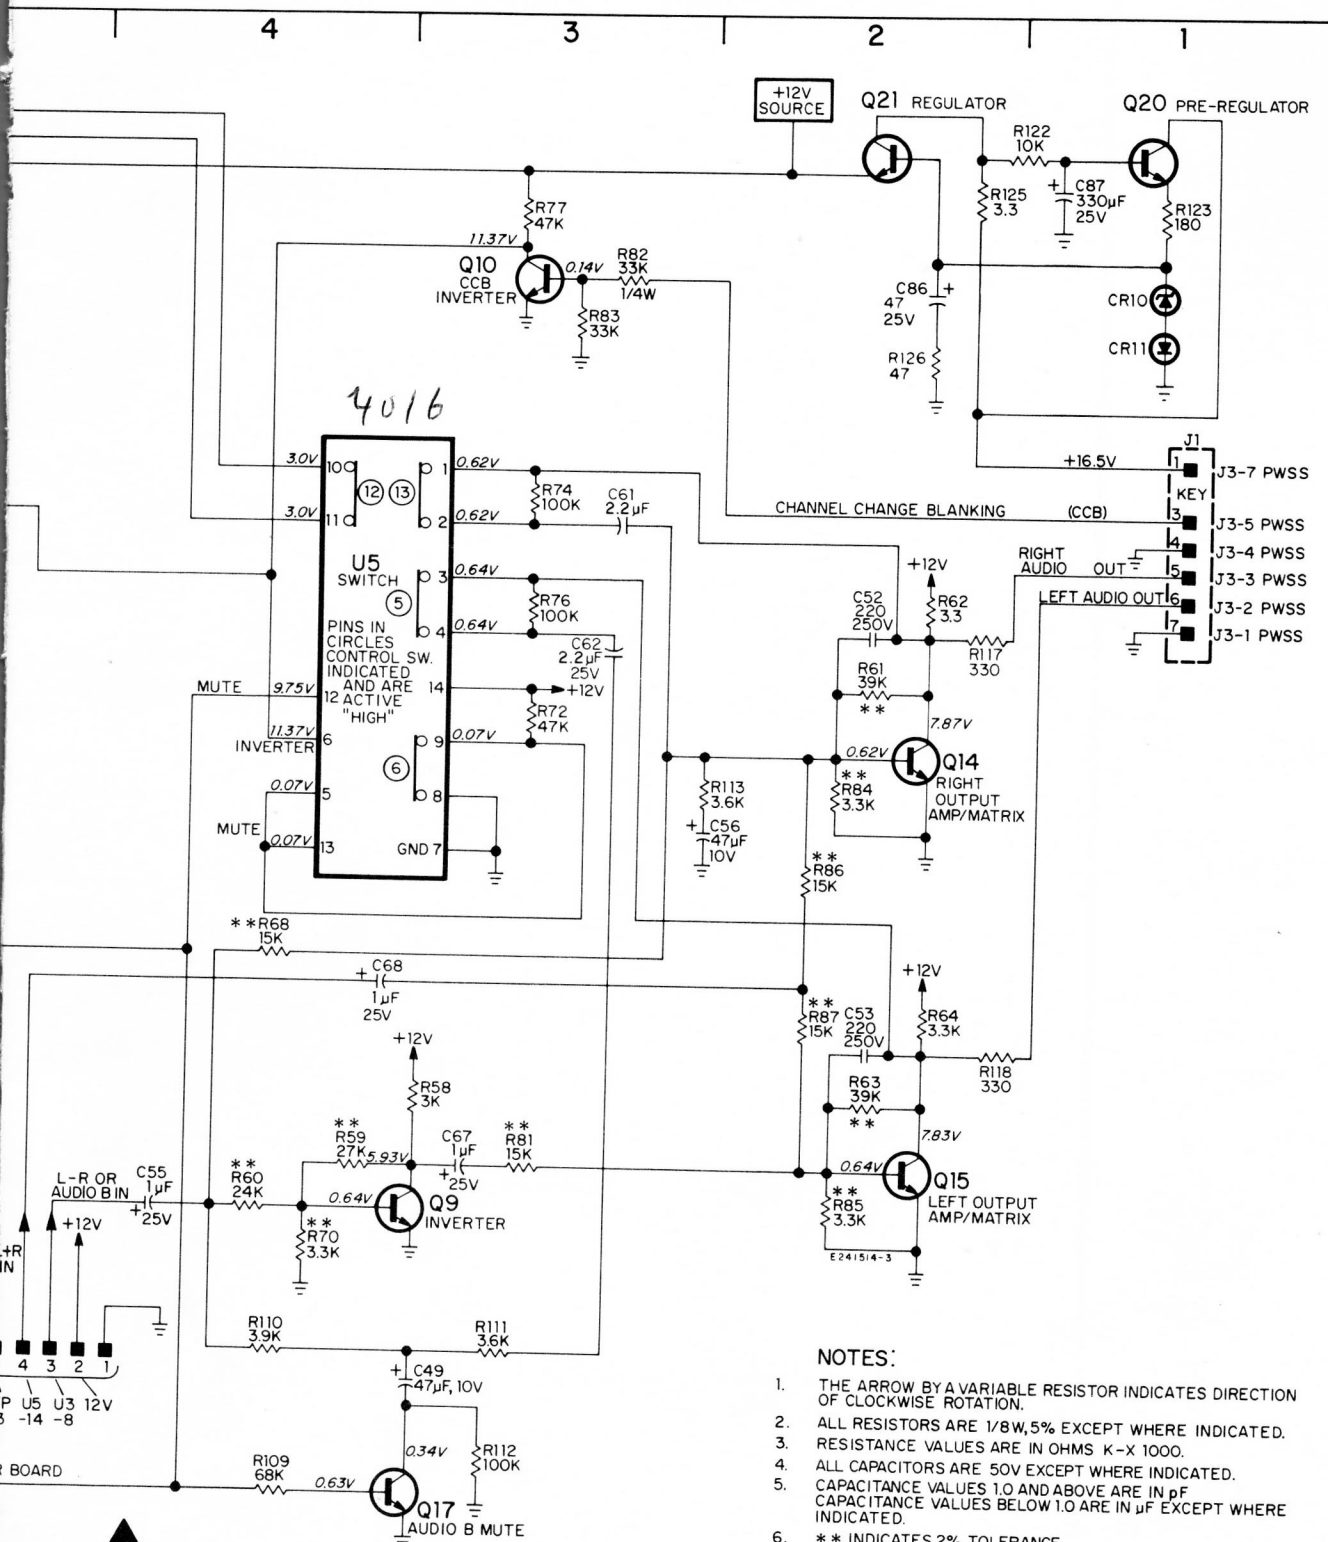 4
3
2
1
+12V
SOURCE
Q21 REGULATOR
Q20 PRE-REGULATOR
R122
10K
R77
47K
R125
3.3
+ C87
330µF
25V
R123
180
11.37V
Q10
CCB
INVERTER
0.14V
R82
33K
1/4W
R83
33K
C86 +
47
25V
CR10
R126
47
CR11
4016
J1
3.0V
10
12
13
1
0.62V
+16.5V
1
J3-7 PWSS
R74
100K
C61
2.2µF
KEY
3.0V
11
2
0.62V
CHANNEL CHANGE BLANKING (CCB)
3
J3-5 PWSS
4
J3-4 PWSS
U5
SWITCH
3
0.64V
5
R76
100K
4
0.64V
RIGHT
AUDIO OUT
5
J3-3 PWSS
LEFT AUDIO OUT
6
J3-2 PWSS
7
J3-1 PWSS
PINS IN
CIRCLES
CONTROL SW.
INDICATED
AND ARE
ACTIVE
"HIGH"
C62
2.2µF
25V
+12V
C52
220
250V
R62
3.3
R117
330
R61
39K
**
MUTE 9.75V
12
14
+12V
R72
47K
11.37V
INVERTER
6
9
0.07V
6
7.87V
0.62V
Q14
RIGHT
OUTPUT
AMP/MATRIX
0.07V
5
8
R113
3.6K
+ C56
47µF
10V
**
R84
3.3K
MUTE
0.07V
13
GND 7
**
R86
15K
**R68
15K
+ C68
1µF
25V
+12V
**
R87
15K
C53
220
250V
R64
3.3K
+12V
R118
330
R58
3K
R63
39K
**
**
R59
27K
5.93V
C67
1µF
+
25V
**
R81
15K
7.83V
L-R OR
AUDIO B IN
C55
1µF
+
25V
**
R60
24K
0.64V
Q9
INVERTER
0.64V
Q15
LEFT OUTPUT
AMP/MATRIX
+12V
**
R70
3.3K
**
R85
3.3K
E241514-3
+R
IN
R110
3.9K
R111
3.6K
4 3 2 1
+ C49
47µF, 10V
P U5 U3 12V
-14 -8
0.34V
R112
100K
BOARD
R109
68K
0.63V
Q17
AUDIO B MUTE
NOTES:
1. THE ARROW BY A VARIABLE RESISTOR INDICATES DIRECTION
OF CLOCKWISE ROTATION.
2. ALL RESISTORS ARE 1/8W, 5% EXCEPT WHERE INDICATED.
3. RESISTANCE VALUES ARE IN OHMS K-X 1000.
4. ALL CAPACITORS ARE 50V EXCEPT WHERE INDICATED.
5. CAPACITANCE VALUES 1.0 AND ABOVE ARE IN pF
CAPACITANCE VALUES BELOW 1.0 ARE IN µF EXCEPT WHERE
INDICATED.
6. ** INDICATES 2% TOLERANCE